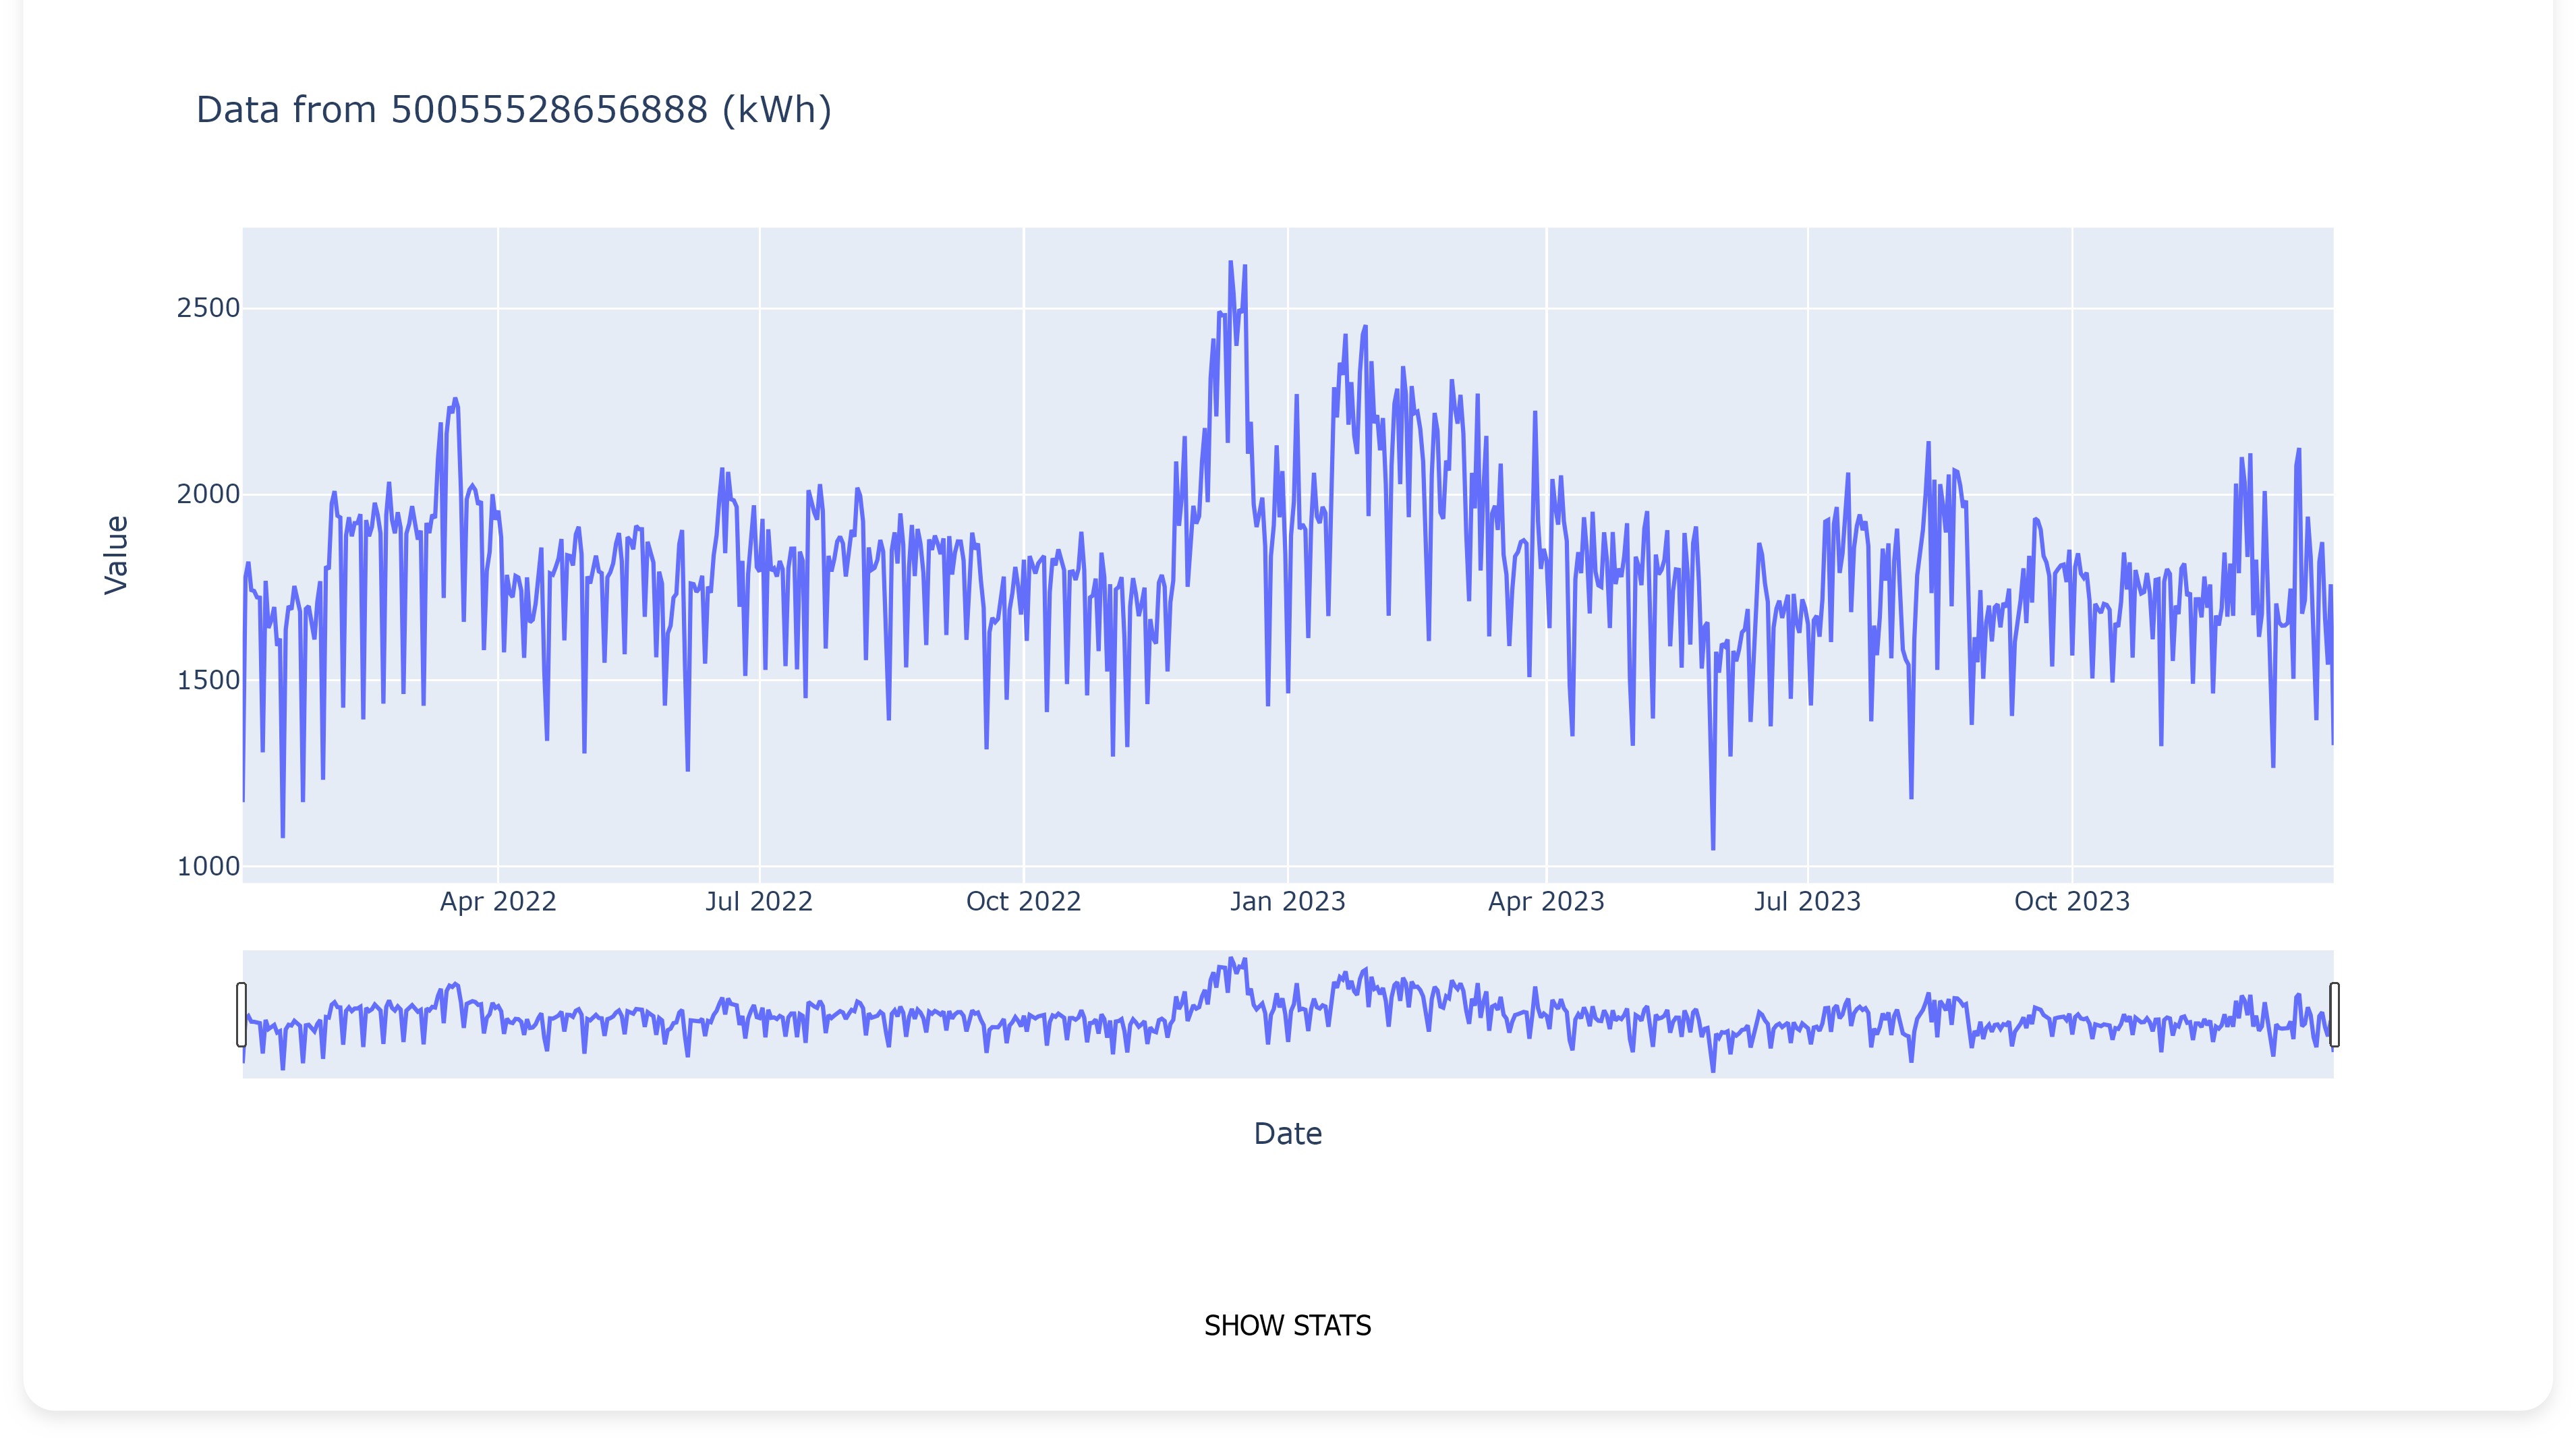 Data from 50055528656888 (kWh)
Value
2500
2000
1500
1000
Apr 2022
Jul 2022
Oct 2022
Jan 2023
Apr 2023
Jul 2023
Oct 2023
Date
SHOW STATS